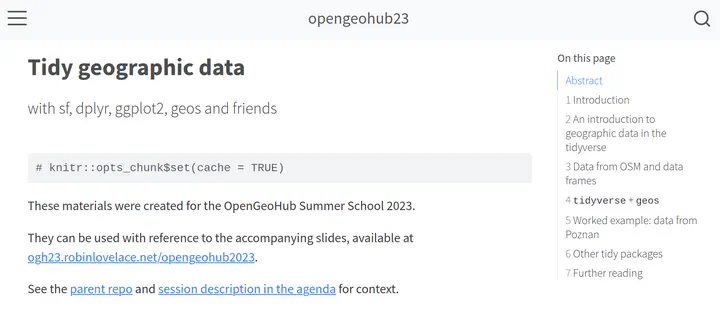 opengeohub23
Tidy geographic data
with sf, dplyr, ggplot2, geos and friends
# knitr::opts_chunk$set(cache = TRUE)
These materials were created for the OpenGeoHub Summer School 2023.
They can be used with reference to the accompanying slides, available at
ogh23.robinlovelace.net/opengeohub2023.
See the parent repo and session description in the agenda for context.
On this page
Abstract
1 Introduction
2 An introduction to
geographic data in the
tidyverse
3 Data from OSM and data
frames
4 tidyverse + geos
5 Worked example: data from
Poznan
6 Other tidy packages
7 Further reading